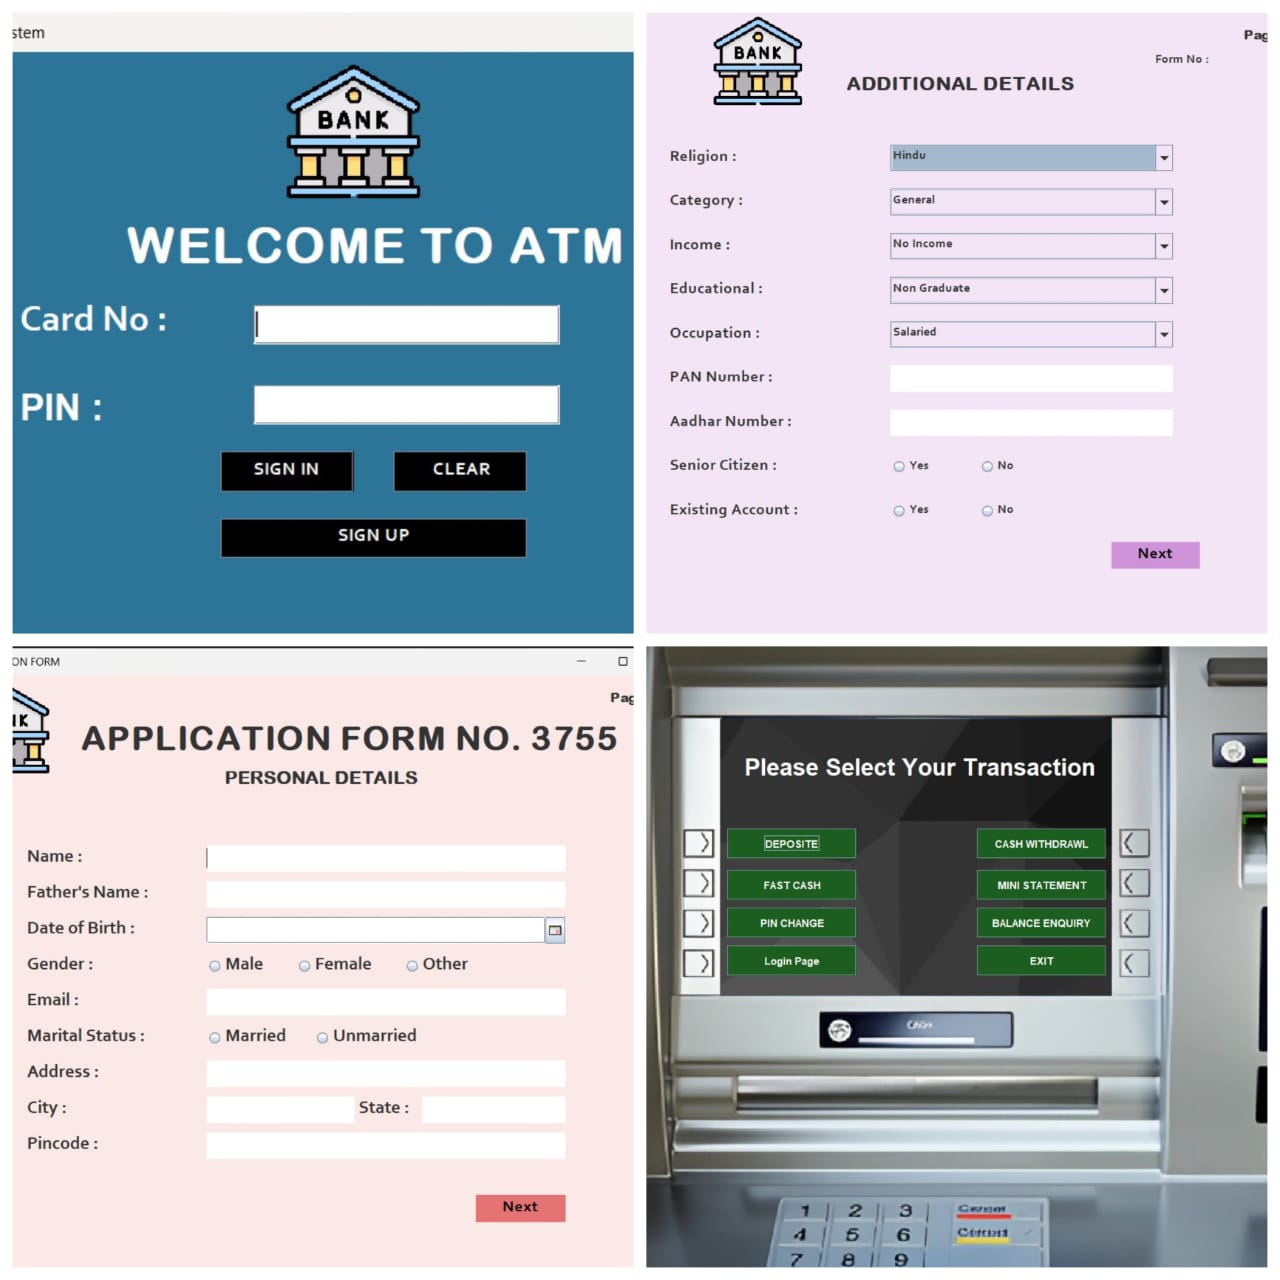 stem
BANK
WELCOME TO ATM
Card No :
PIN :
SIGN IN
CLEAR
SIGN UP
BANK
Pag
Form No :
ADDITIONAL DETAILS
Religion :
Hindu
Category :
General
Income :
No Income
Educational :
Non Graduate
Occupation :
Salaried
PAN Number :
Aadhar Number :
Senior Citizen :
Yes
No
Existing Account :
Yes
No
Next
ON FORM
Pag
NK
APPLICATION FORM NO. 3755
PERSONAL DETAILS
Name :
Father's Name :
Date of Birth :
Gender :
Male
Female
Other
Email :
Marital Status :
Married
Unmarried
Address :
City :
State :
Pincode :
Next
Please Select Your Transaction
DEPOSITE
CASH WITHDRAWL
FAST CASH
MINI STATEMENT
PIN CHANGE
BALANCE ENQUIRY
Login Page
EXIT
CASH
1 2 3
4 5 6
7 8 9